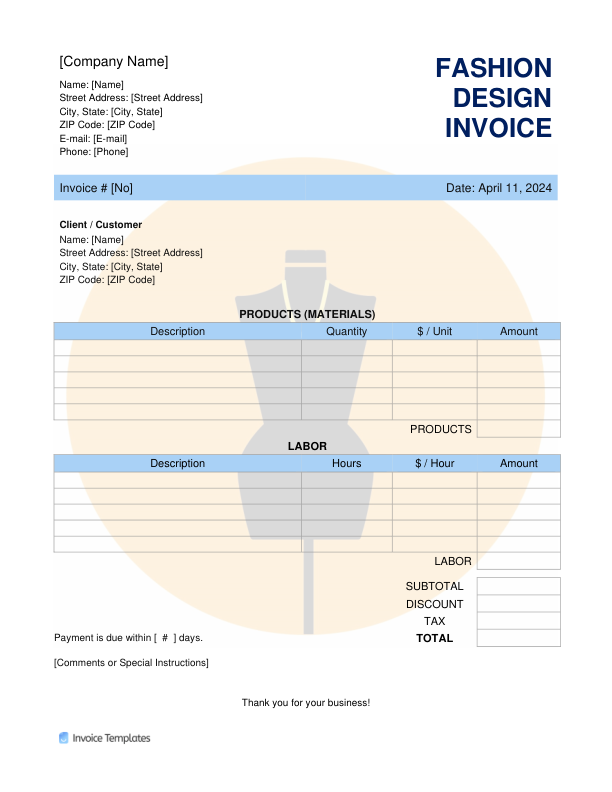 [Company Name]
FASHION
DESIGN
INVOICE
Name: [Name]
Street Address: [Street Address]
City, State: [City, State]
ZIP Code: [ZIP Code]
E-mail: [E-mail]
Phone: [Phone]
Invoice # [No] Date: April 11, 2024
Client / Customer
Name: [Name]
Street Address: [Street Address]
City, State: [City, State]
ZIP Code: [ZIP Code]
PRODUCTS (MATERIALS)
Description Quantity $ / Unit Amount
PRODUCTS
LABOR
Description Hours $ / Hour Amount
LABOR
SUBTOTAL
DISCOUNT
TAX
Payment is due within [ # ] days. TOTAL
[Comments or Special Instructions]
Thank you for your business!
Invoice Templates